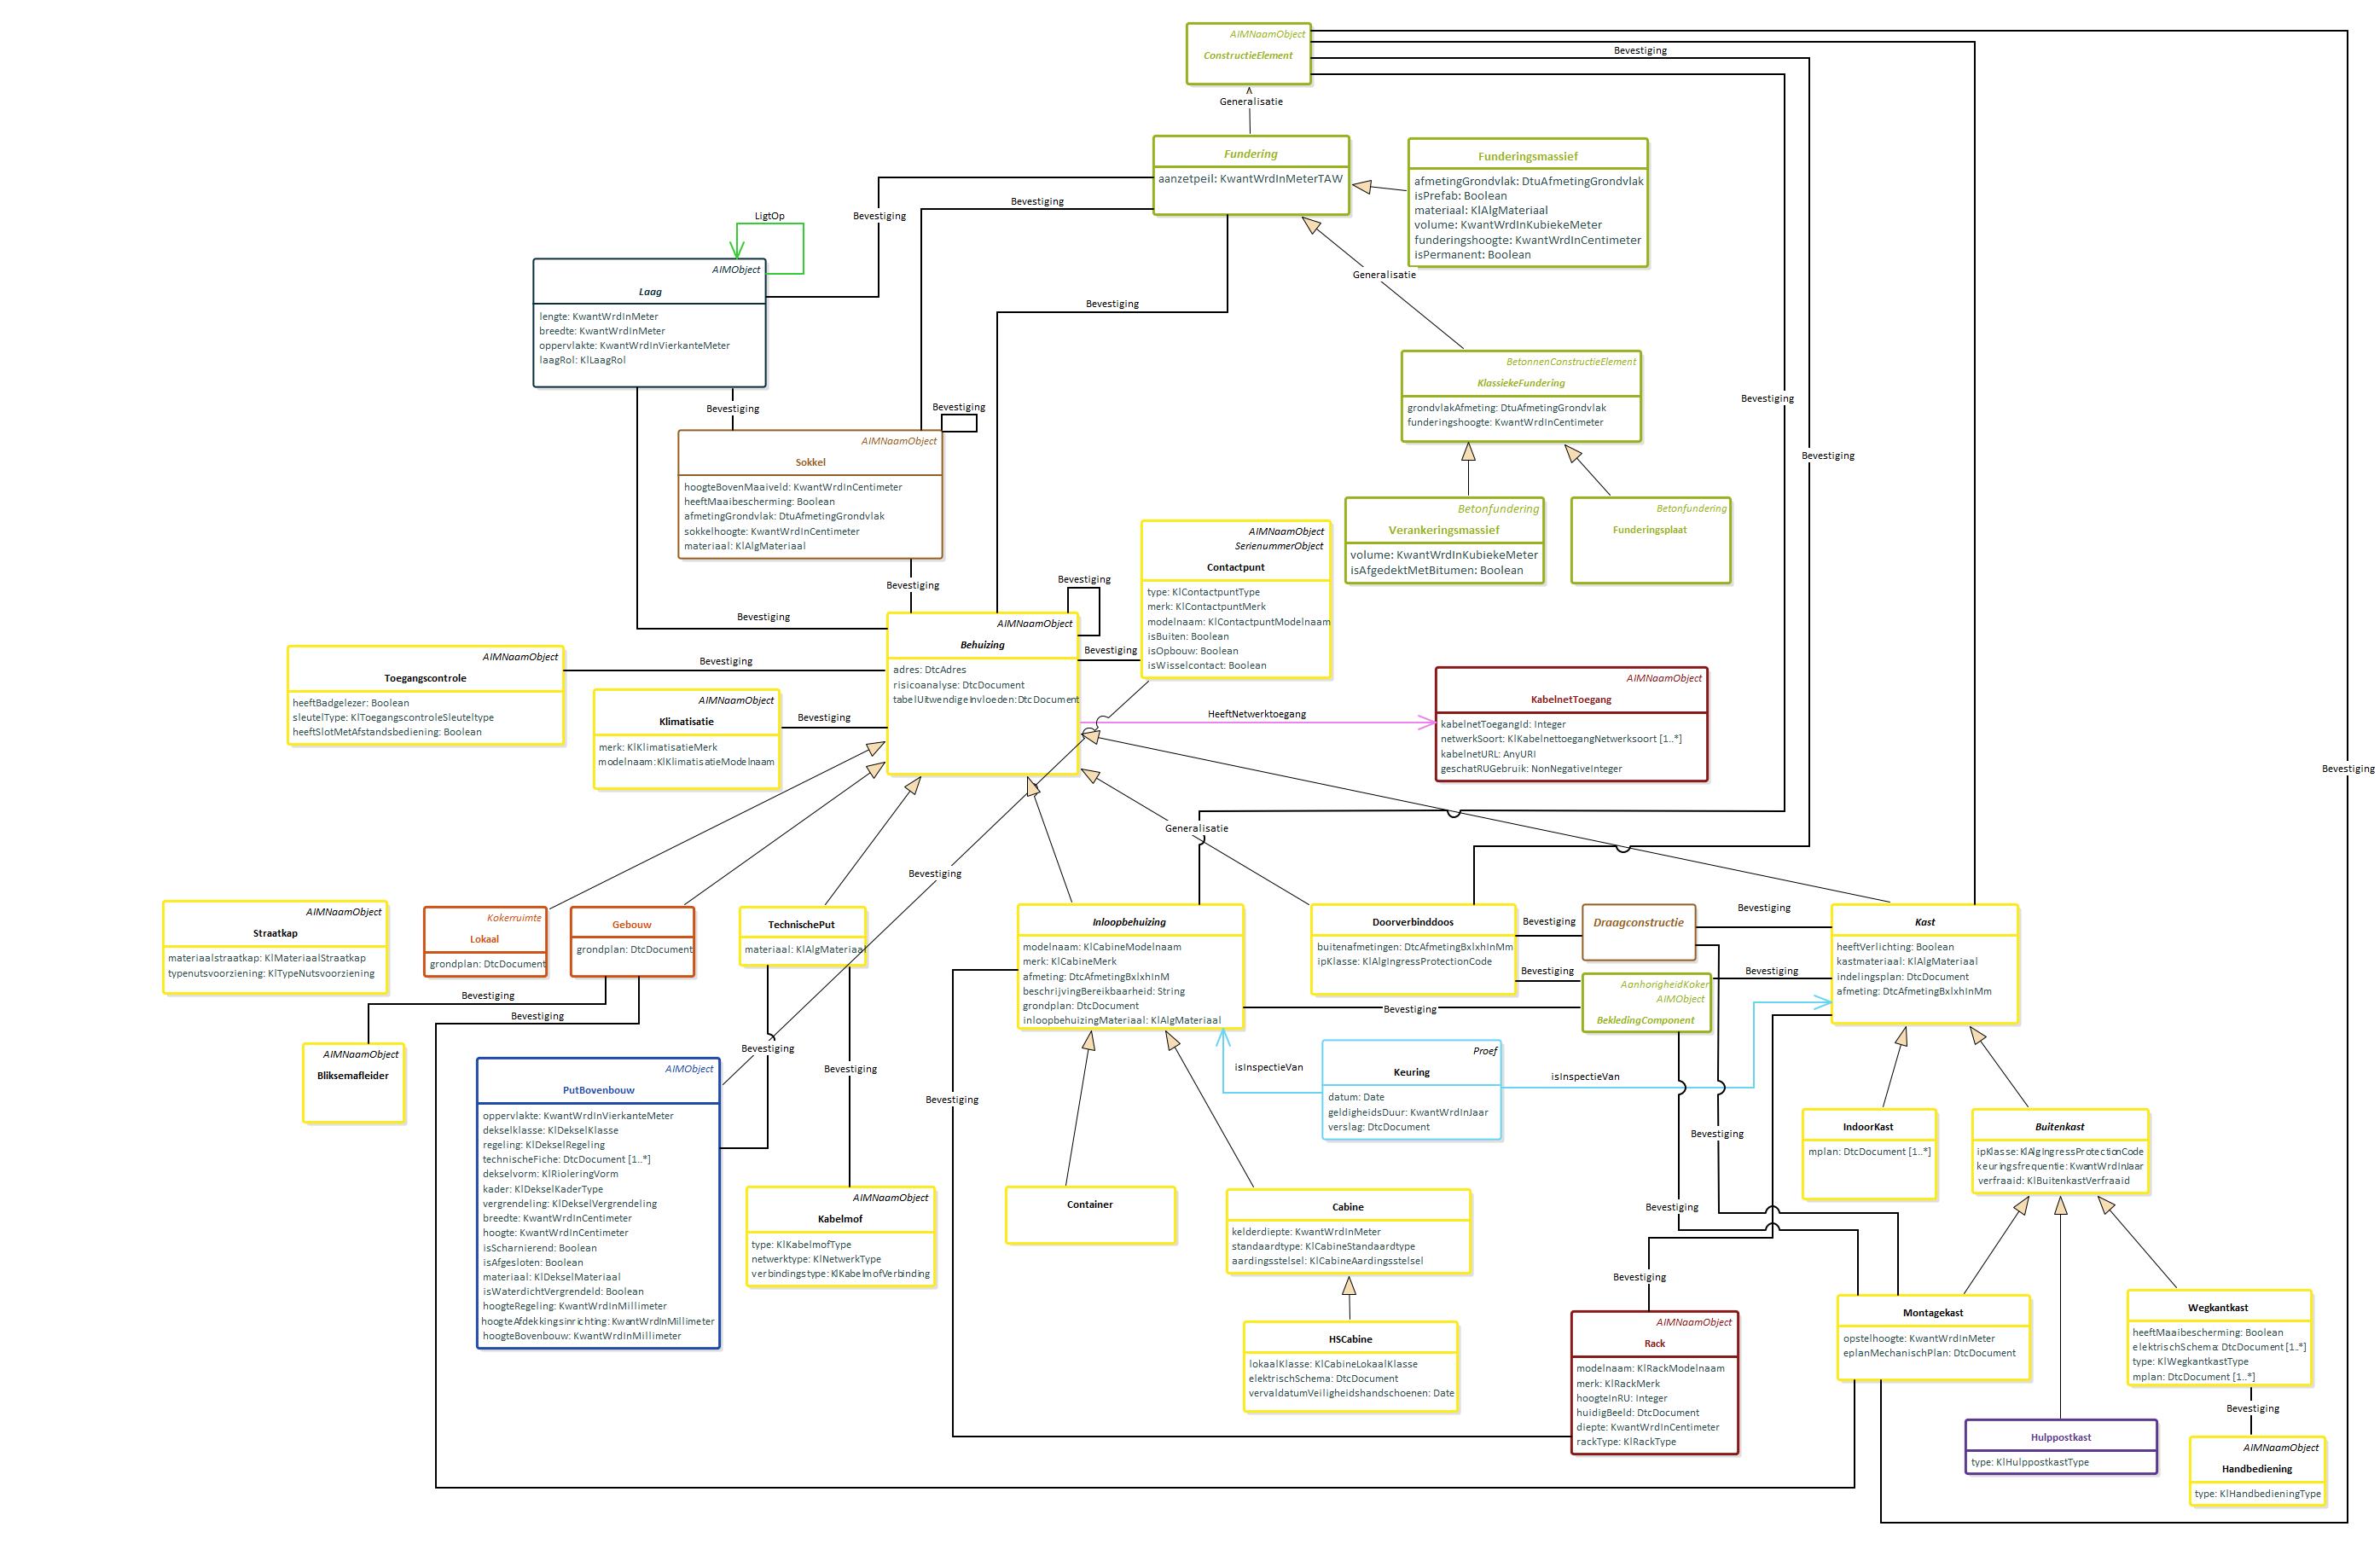 AIMNaamObject
ConstructieElement
Bevestiging
Generalisatie
Fundering
aanzetpeil: KwantWrdInMeterTAW
Funderingsmassief
afmetingGrondvlak: DtuAfmetingGrondvlak
isPrefab: Boolean
materiaal: KlAlgMateriaal
volume: KwantWrdInKubiekeMeter
funderingshoogte: KwantWrdInCentimeter
isPermanent: Boolean
Bevestiging
Bevestiging
LigtOp
Generalisatie
Bevestiging
AIMObject
Laag
lengte: KwantWrdInMeter
breedte: KwantWrdInMeter
oppervlakte: KwantWrdInVierkanteMeter
laagRol: KlLaagRol
BetonnenConstructieElement
KlassiekeFundering
grondvlakAfmeting: DtuAfmetingGrondvlak
funderingshoogte: KwantWrdInCentimeter
Bevestiging
Bevestiging
Bevestiging
Bevestiging
AIMNaamObject
Sokkel
hoogteBovenMaaiveld: KwantWrdInCentimeter
heeftMaaibescherming: Boolean
afmetingGrondvlak: DtuAfmetingGrondvlak
sokkelhoogte: KwantWrdInCentimeter
materiaal: KlAlgMateriaal
Betonfundering
Verankeringsmassief
volume: KwantWrdInKubiekeMeter
isAfgedektMetBitumen: Boolean
Betonfundering
Funderingsplaat
AIMNaamObject
SerienummerObject
Contactpunt
type: KlContactpuntType
merk: KlContactpuntMerk
modelnaam: KlContactpuntModelnaam
isBuiten: Boolean
isOpbouw: Boolean
isWisselcontact: Boolean
Bevestiging
Bevestiging
Bevestiging
AIMNaamObject
Behuizing
adres: DtcAdres
risicoanalyse: DtcDocument
tabelUitwendigeInvloeden: DtcDocument
Bevestiging
AIMNaamObject
Toegangscontrole
heeftBadgelezer: Boolean
sleutelType: KlToegangscontroleSleuteltype
heeftSlotMetAfstandsbediening: Boolean
Bevestiging
AIMNaamObject
Klimatisatie
merk: KlKlimatisatieMerk
modelnaam: KlKlimatisatieModelnaam
Bevestiging
HeeftNetwerktoegang
AIMNaamObject
KabelnetToegang
kabelnetToegangId: Integer
netwerkSoort: KlKabelnettoegangNetwerksoort [1..*]
kabelnetURL: AnyURI
geschatRUGebruik: NonNegativeInteger
Bevestiging
Generalisatie
Bevestiging
AIMNaamObject
Straatkap
materiaalstraatkap: KlMateriaalStraatkap
typenutsvoorziening: KlTypeNutsvoorziening
Kokerruimte
Lokaal
grondplan: DtcDocument
Gebouw
grondplan: DtcDocument
TechnischePut
materiaal: KlAlgMateriaal
Inloopbehuizing
modelnaam: KlCabineModelnaam
merk: KlCabineMerk
afmeting: DtcAfmetingBxlxhInM
beschrijvingBereikbaarheid: String
grondplan: DtcDocument
inloopbehuizingMateriaal: KlAlgMateriaal
Doorverbinddoos
buitenafmetingen: DtcAfmetingBxlxhInMm
ipKlasse: KlAlgIngressProtectionCode
Bevestiging
Draagconstructie
Bevestiging
Kast
heeftVerlichting: Boolean
kastmateriaal: KlAlgMateriaal
indelingsplan: DtcDocument
afmeting: DtcAfmetingBxlxhInMm
Bevestiging
AanhorigheidKoker
AIMObject
BekledingComponent
Bevestiging
Bevestiging
Bevestiging
Bevestiging
AIMNaamObject
Bliksemafleider
Bevestiging
Bevestiging
Bevestiging
isInspectieVan
Proef
Keuring
datum: Date
geldigheidsDuur: KwantWrdInJaar
verslag: DtcDocument
isInspectieVan
AIMObject
PutBovenbouw
oppervlakte: KwantWrdInVierkanteMeter
dekselklasse: KlDekselKlasse
regeling: KlDekselRegeling
technischeFiche: DtcDocument [1..*]
dekselvorm: KlRioleringVorm
kader: KlDekselKaderType
vergrendeling: KlDekselVergrendeling
breedte: KwantWrdInCentimeter
hoogte: KwantWrdInCentimeter
isScharnierend: Boolean
isAfgesloten: Boolean
materiaal: KlDekselMateriaal
isWaterdichtVergrendeld: Boolean
hoogteRegeling: KwantWrdInMillimeter
hoogteAfdekkingsinrichting: KwantWrdInMillimeter
hoogteBovenbouw: KwantWrdInMillimeter
Bevestiging
IndoorKast
mplan: DtcDocument [1..*]
Buitenkast
ipKlasse: KlAlgIngressProtectionCode
keuringsfrequentie: KwantWrdInJaar
verfraaid: KlBuitenkastVerfraaid
AIMNaamObject
Kabelmof
type: KlKabelmofType
netwerktype: KlNetwerkType
verbindingstype: KlKabelmofVerbinding
Container
Cabine
kelderdiepte: KwantWrdInMeter
standaardtype: KlCabineStandaardtype
aardingsstelsel: KlCabineAardingsstelsel
Bevestiging
Bevestiging
HSCabine
lokaalKlasse: KlCabineLokaalKlasse
elektrischSchema: DtcDocument
vervaldatumVeiligheidshandschoenen: Date
AIMNaamObject
Rack
modelnaam: KlRackModelnaam
merk: KlRackMerk
hoogteInRU: Integer
huidigBeeld: DtcDocument
diepte: KwantWrdInCentimeter
rackType: KlRackType
Montagekast
opstelhoogte: KwantWrdInMeter
eplanMechanischPlan: DtcDocument
Wegkantkast
heeftMaaibescherming: Boolean
elektrischSchema: DtcDocument [1..*]
type: KlWegkantkastType
mplan: DtcDocument [1..*]
Bevestiging
Hulppostkast
type: KlHulppostkastType
AIMNaamObject
Handbediening
type: KlHandbedieningType